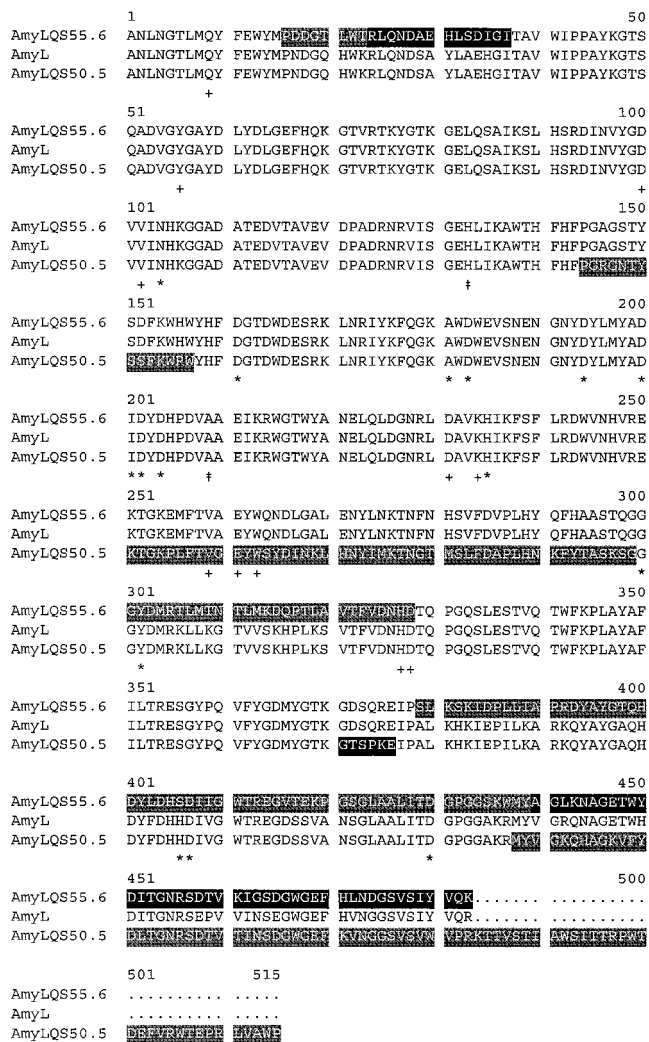 1 50
AmyLQS55.6 ANLNGTLMQY FEWYMPDDGT LWTRLQNDAE HLSDIGITAV WIPPAYKGTS
AmyL ANLNGTLMQY FEWYMPNDGQ HWKRLQNDSA YLAEHGITAV WIPPAYKGTS
AmyLQS50.5 ANLNGTLMQY FEWYMPNDGQ HWKRLQNDSA YLAEHGITAV WIPPAYKGTS
+
51 100
AmyLQS55.6 QADVGYGAYD LYDLGEFHQK GTVRTKYGTK GELQSAIKSL HSRDINVYGD
AmyL QADVGYGAYD LYDLGEFHQK GTVRTKYGTK GELQSAIKSL HSRDINVYGD
AmyLQS50.5 QADVGYGAYD LYDLGEFHQK GTVRTKYGTK GELQSAIKSL HSRDINVYGD
+ +
101 150
AmyLQS55.6 VVINHKGGAD ATEDVTAVEV DPADRNRVIS GEHLIKAWTH FHFPGAGSTY
AmyL VVINHKGGAD ATEDVTAVEV DPADRNRVIS GEHLIKAWTH FHFPGAGSTY
AmyLQS50.5 VVINHKGGAD ATEDVTAVEV DPADRNRVIS GEHLIKAWTH FHFPGRGNTY
+ * ‡
151 200
AmyLQS55.6 SDFKWHWYHF DGTDWDESRK LNRIYKFQGK AWDWEVSNEN GNYDYLMYAD
AmyL SDFKWHWYHF DGTDWDESRK LNRIYKFQGK AWDWEVSNEN GNYDYLMYAD
AmyLQS50.5 SSFKWRWYHF DGTDWDESRK LNRIYKFQGK AWDWEVSNEN GNYDYLMYAD
* * * * *
201 250
AmyLQS55.6 IDYDHPDVAA EIKRWGTWYA NELQLDGNRL DAVKHIKFSF LRDWVNHVRE
AmyL IDYDHPDVAA EIKRWGTWYA NELQLDGNRL DAVKHIKFSF LRDWVNHVRE
AmyLQS50.5 IDYDHPDVAA EIKRWGTWYA NELQLDGNRL DAVKHIKFSF LRDWVNHVRE
** * ‡ + +*
251 300
AmyLQS55.6 KTGKEMFTVA EYWQNDLGAL ENYLNKTNFN HSVFDVPLHY QFHAASTQGG
AmyL KTGKEMFTVA EYWQNDLGAL ENYLNKTNFN HSVFDVPLHY QFHAASTQGG
AmyLQS50.5 KTGKPLFTVG EYWSYDINKL HNYIMKTNGT MSLFDAPLHN KFYTASKSGG
+ + + *
301 350
AmyLQS55.6 GYDMRTLMTN TLMKDQPTLA VTFVDNHDTQ PGQSLESTVQ TWFKPLAYAF
AmyL GYDMRKLLKG TVVSKHPLKS VTFVDNHDTQ PGQSLESTVQ TWFKPLAYAF
AmyLQS50.5 GYDMRKLLKG TVVSKHPLKS VTFVDNHDTQ PGQSLESTVQ TWFKPLAYAF
* ++
351 400
AmyLQS55.6 ILTRESGYPQ VFYGDMYGTK GDSQREIPSL KSKIDPLLIA RRDYAYGTQH
AmyL ILTRESGYPQ VFYGDMYGTK GDSQREIPAL KHKIEPILKA RKQYAYGAQH
AmyLQS50.5 ILTRESGYPQ VFYGDMYGTK GTSPKEIPAL KHKIEPILKA RKQYAYGAQH
401 450
AmyLQS55.6 DYLDHSDIIG WTREGVTEKP GSGLAALITD GPGGSKWMYA GLKNAGETWY
AmyL DYFDHHDIVG WTREGDSSVA NSGLAALITD GPGGAKRMYV GRQNAGETWH
AmyLQS50.5 DYFDHHDIVG WTREGDSSVA NSGLAALITD GPGGAKRMYV GKQHAGKVFY
** *
451 500
AmyLQS55.6 DITGNRSDTV KIGSDGWGEF HLNDGSVSIY VQK....... ..........
AmyL DITGNRSEPV VINSEGWGEF HVNGGSVSIY VQR....... ..........
AmyLQS50.5 DLTGNRSDTV TINSDGWGEF KVNGGSVSVW VPRKTTVSTI AWSITTRPWT
501 515
AmyLQS55.6 .......... .....
AmyL .......... .....
AmyLQS50.5 DEFVRWTEPR LVAWP